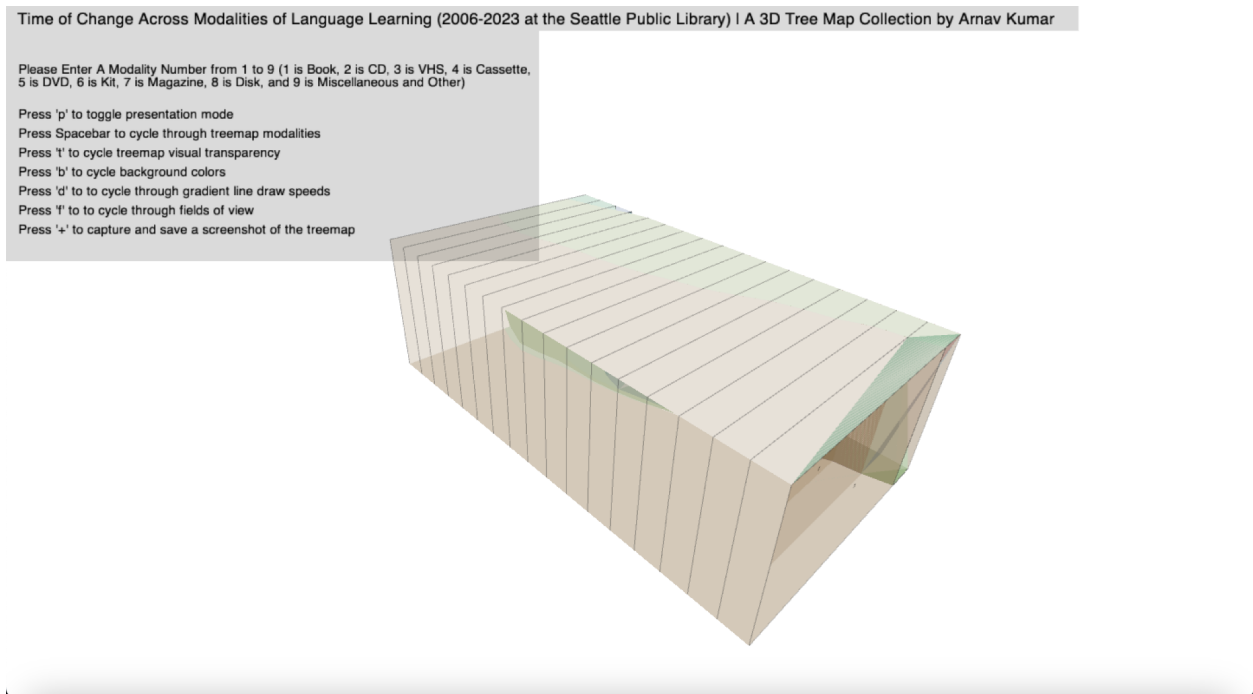 Time of Change Across Modalities of Language Learning (2006-2023 at the Seattle Public Library) | A 3D Tree Map Collection by Arnav Kumar
Please Enter A Modality Number from 1 to 9 (1 is Book, 2 is CD, 3 is VHS, 4 is Cassette,
5 is DVD, 6 is Kit, 7 is Magazine, 8 is Disk, and 9 is Miscellaneous and Other)
Press 'p' to toggle presentation mode
Press Spacebar to cycle through treemap modalities
Press 't' to cycle treemap visual transparency
Press 'b' to cycle background colors
Press 'd' to to cycle through gradient line draw speeds
Press 'f' to to cycle through fields of view
Press '+' to capture and save a screenshot of the treemap